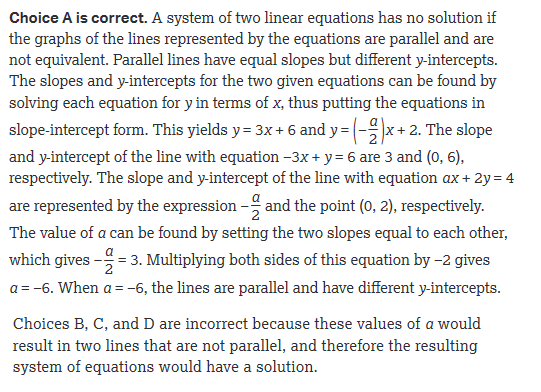 Choice A is correct. A system of two linear equations has no solution if
the graphs of the lines represented by the equations are parallel and are
not equivalent. Parallel lines have equal slopes but different y-intercepts.
The slopes and y-intercepts for the two given equations can be found by
solving each equation for y in terms of x, thus putting the equations in
slope-intercept form. This yields y = 3x + 6 and y = (−a/2)x + 2. The slope
and y-intercept of the line with equation −3x + y = 6 are 3 and (0, 6),
respectively. The slope and y-intercept of the line with equation ax + 2y = 4
are represented by the expression −a/2 and the point (0, 2), respectively.
The value of a can be found by setting the two slopes equal to each other,
which gives −a/2 = 3. Multiplying both sides of this equation by −2 gives
a = −6. When a = −6, the lines are parallel and have different y-intercepts.
Choices B, C, and D are incorrect because these values of a would
result in two lines that are not parallel, and therefore the resulting
system of equations would have a solution.